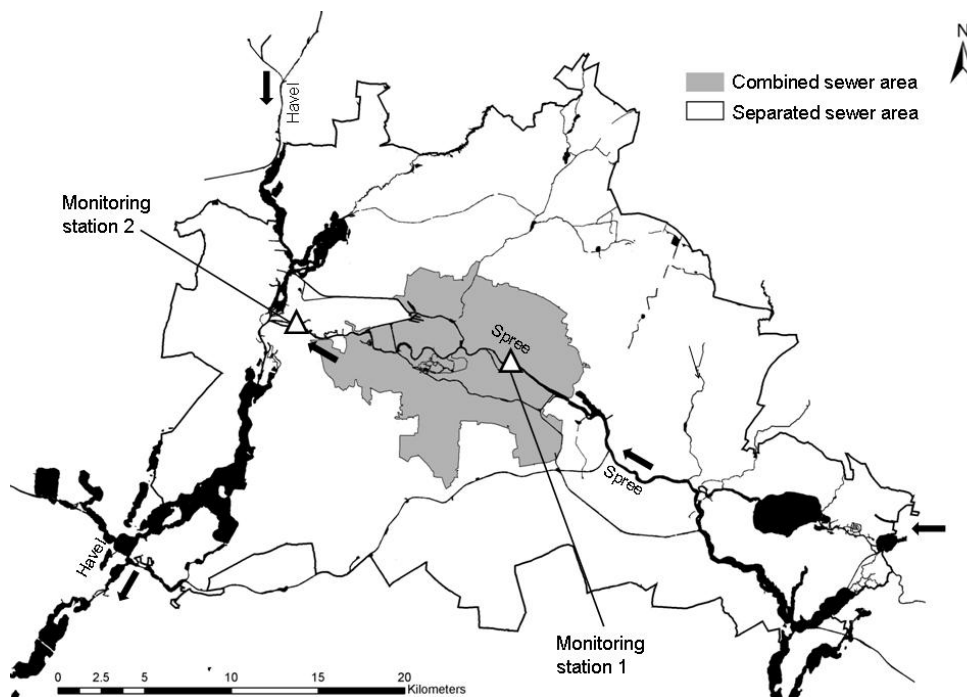 N
Havel
Combined sewer area
Separated sewer area
Monitoring
station 2
Spree
Spree
Havel
Monitoring
station 1
0 2.5 5 10 15 20
Kilometers